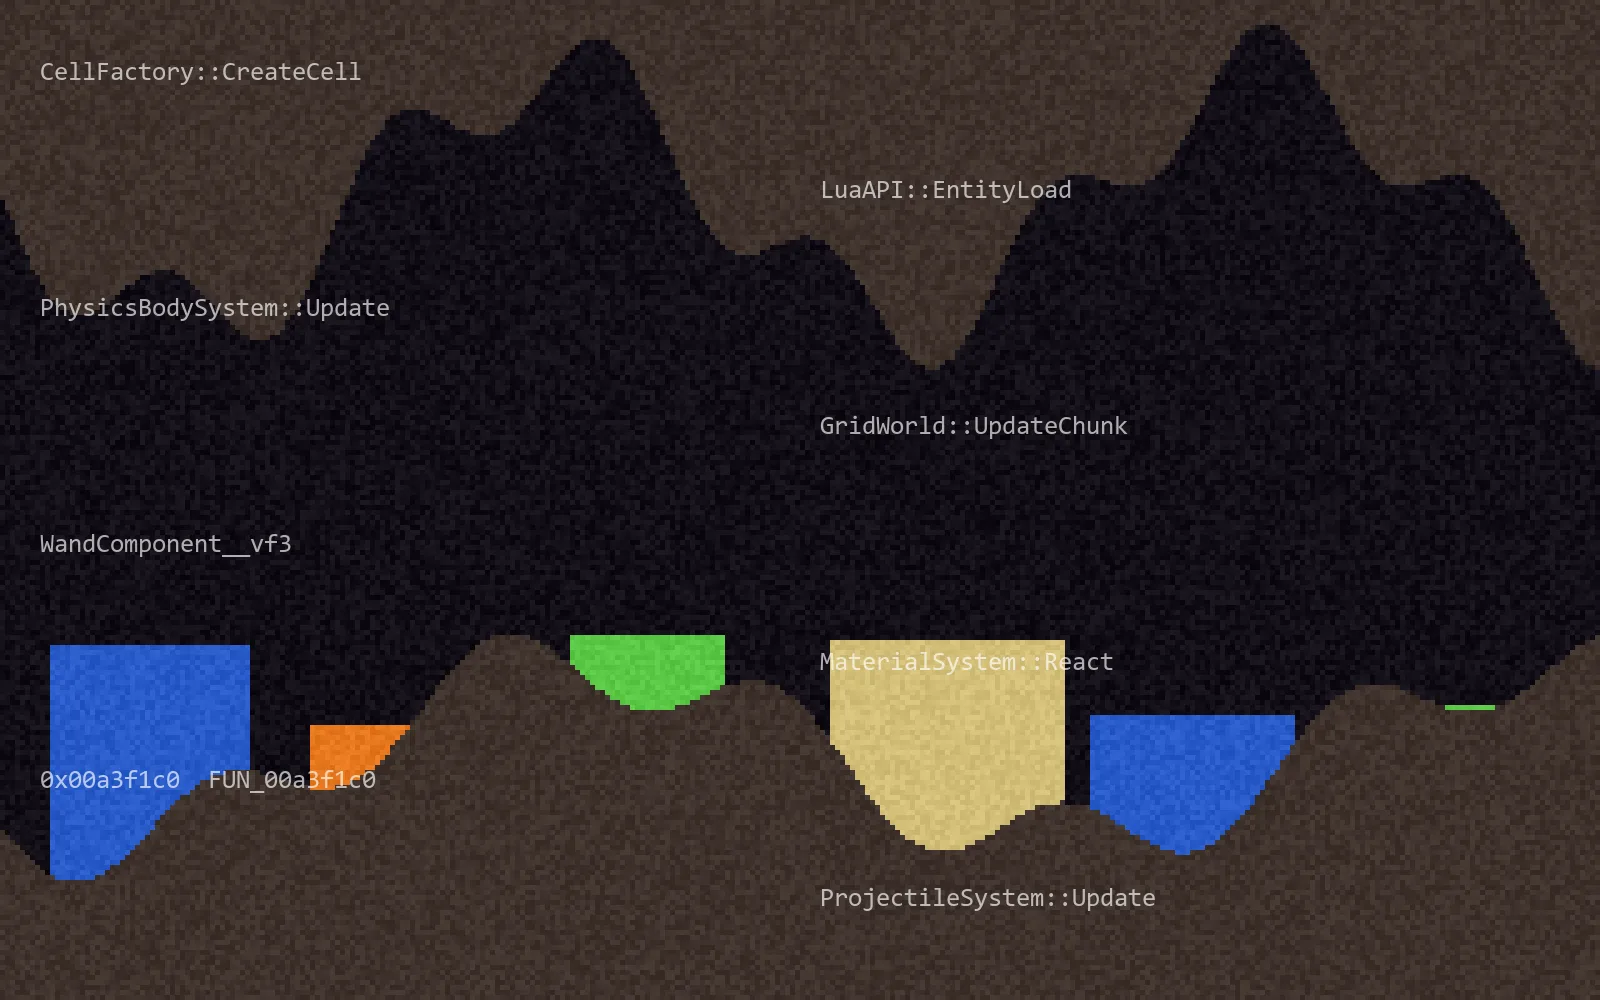 CellFactory::CreateCell
LuaAPI::EntityLoad
PhysicsBodySystem::Update
GridWorld::UpdateChunk
WandComponent__vf3
MaterialSystem::React
0x00a3f1c0  FUN_00a3f1c0
ProjectileSystem::Update